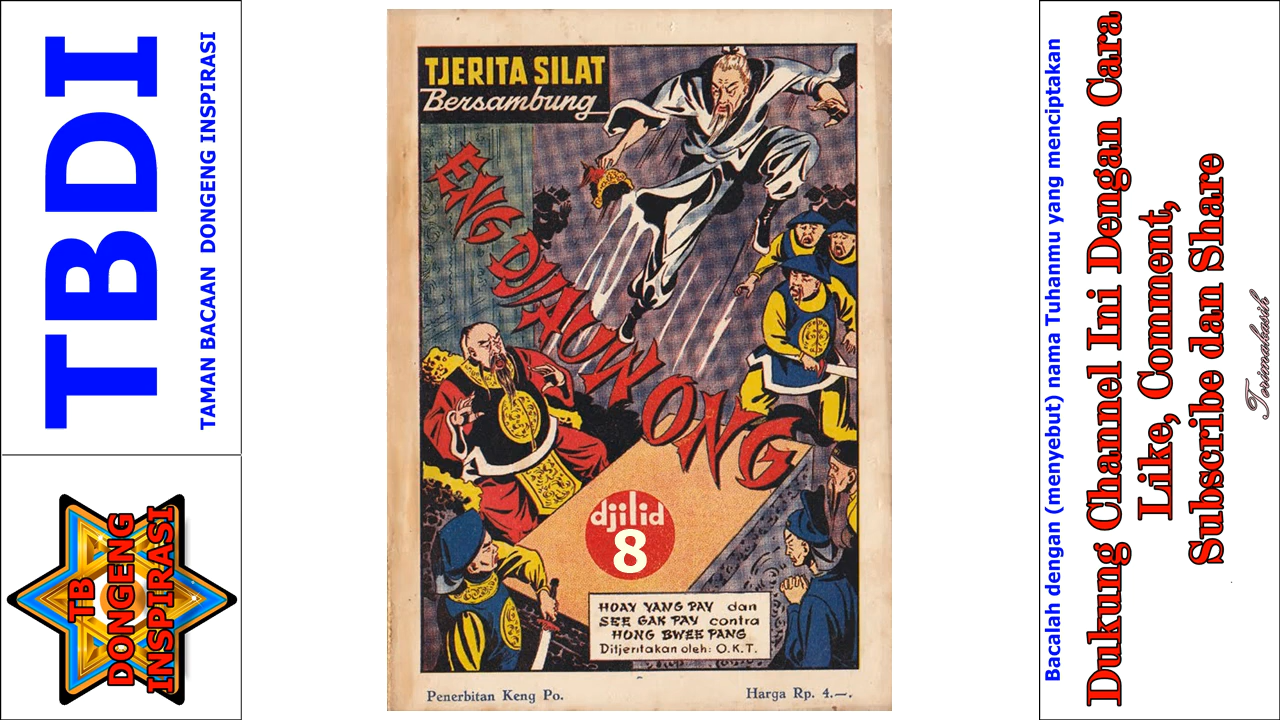 TBDI
TAMAN BACAAN DONGENG INSPIRASI
TB
DONGENG
INSPIRASI
TJERITA SILAT
Bersambung
ENG DJIAUW ONG
djilid
8
HOAY YANG PAY dan
SEE GAK PAY contra
HONG BWEE PANG
Ditjeritakan oleh: O.K.T.
Penerbitan Keng Po.
Harga Rp. 4.—.
Bacalah dengan (menyebut) nama Tuhanmu yang menciptakan
Dukung Channel Ini Dengan Cara
Like, Comment,
Subscribe dan Share
Terimakasih